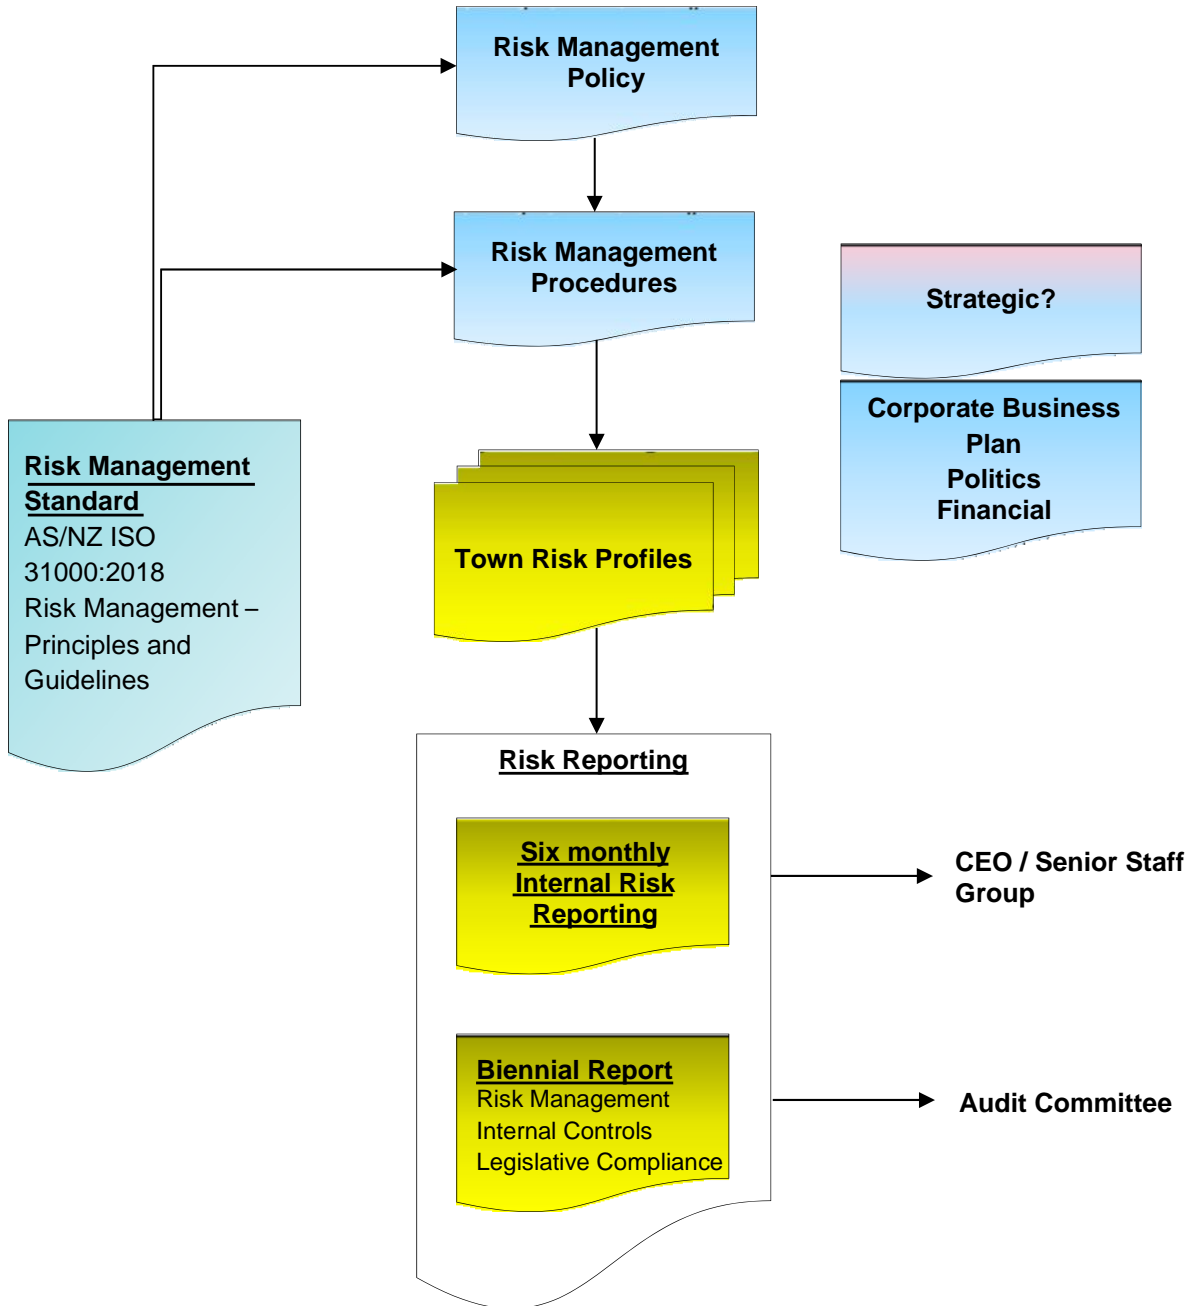 Risk Management
Policy
Risk Management
Procedures
Strategic?
Corporate Business
Plan
Politics
Financial
Risk Management
Standard
AS/NZ ISO
31000:2018
Risk Management –
Principles and
Guidelines
Town Risk Profiles
Risk Reporting
Six monthly
Internal Risk
Reporting
CEO / Senior Staff
Group
Biennial Report
Risk Management
Internal Controls
Legislative Compliance
Audit Committee